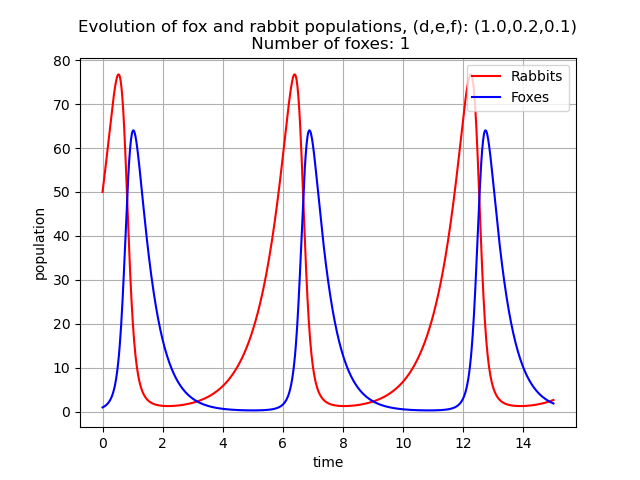 Evolution of fox and rabbit populations, (d,e,f): (1.0,0.2,0.1)
Number of foxes: 1
80
70
60
50
40
30
20
10
0
population
Rabbits
Foxes
0 2 4 6 8 10 12 14
time